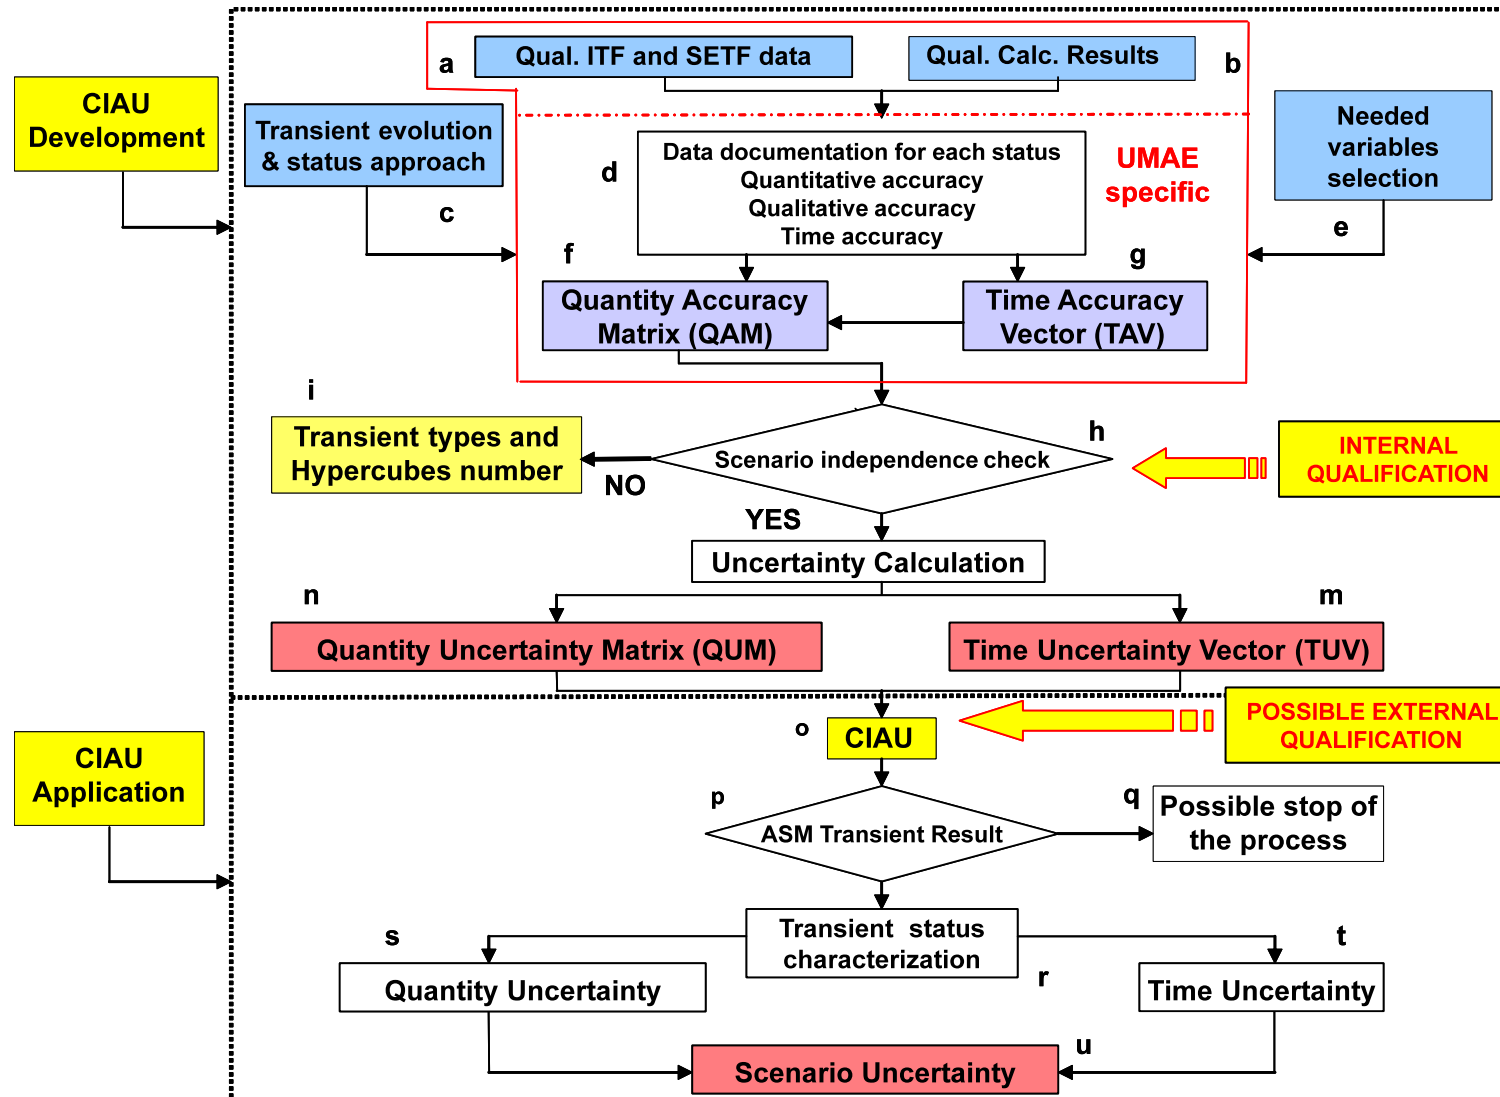 a
Qual. ITF and SETF data
Qual. Calc. Results
b
CIAU
Development
Transient evolution
& status approach
c
Needed
variables
selection
e
d
Data documentation for each status
Quantitative accuracy
Qualitative accuracy
Time accuracy
UMAE
specific
f
g
Quantity Accuracy
Matrix (QAM)
Time Accuracy
Vector (TAV)
i
Transient types and
Hypercubes number
NO
h
Scenario independence check
INTERNAL
QUALIFICATION
YES
Uncertainty Calculation
n
m
Quantity Uncertainty Matrix (QUM)
Time Uncertainty Vector (TUV)
o
CIAU
POSSIBLE EXTERNAL
QUALIFICATION
CIAU
Application
p
ASM Transient Result
q
Possible stop of
the process
s
Transient status
characterization
r
t
Quantity Uncertainty
Time Uncertainty
u
Scenario Uncertainty